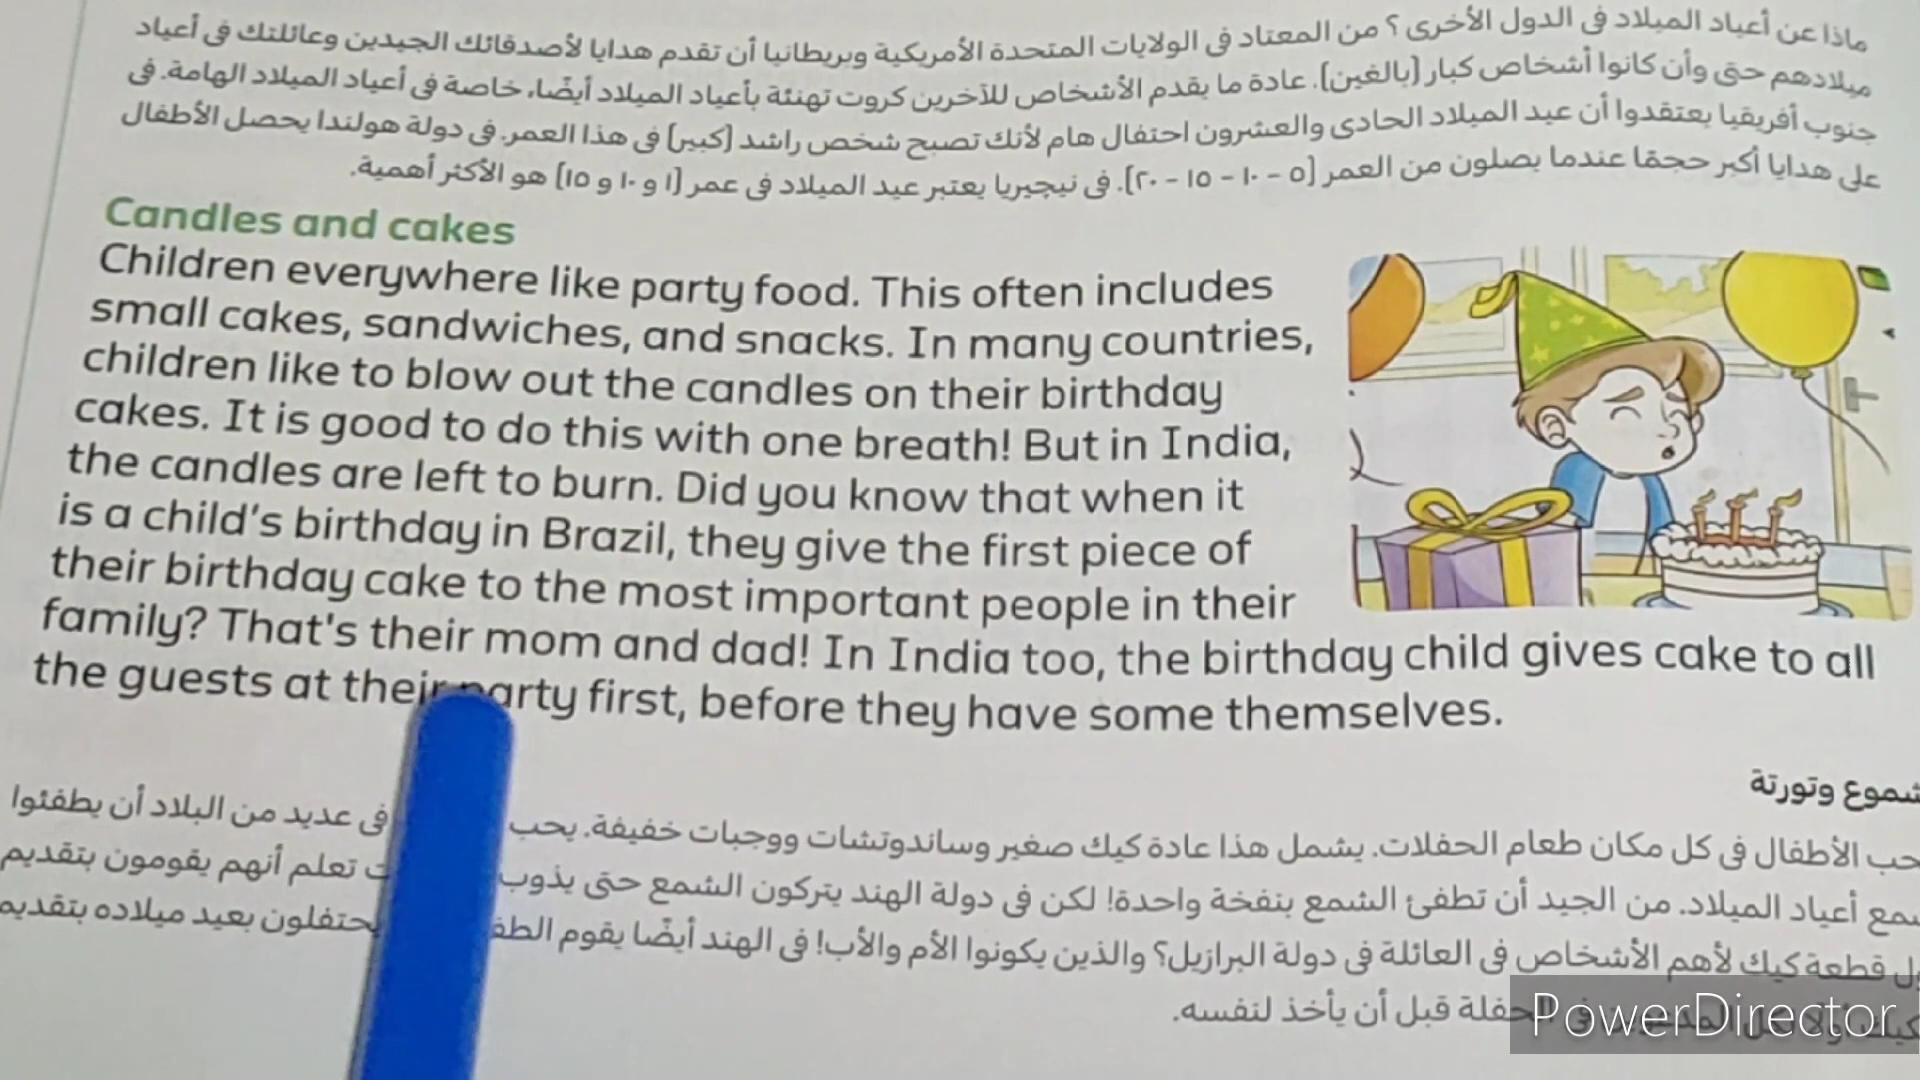 ماذا عن أعياد الميلاد فى الدول الأخرى ؟ من المعتاد فى الولايات المتحدة الأمريكية وبريطانيا أن تقدم هدايا لأصدقائك الجيدين وعائلتك فى أعياد
ميلادهم حتى وأن كانوا أشخاص كبار (بالغين). عادة ما يقدم الأشخاص للآخرين كروت تهنئة بأعياد الميلاد أيضًا، خاصة فى أعياد الميلاد الهامة. فى
جنوب أفريقيا يعتقدوا أن عيد الميلاد الحادى والعشرون احتفال هام لأنك تصبح شخص راشد (كبير) فى هذا العمر. فى دولة هولندا يحصل الأطفال
على هدايا أكبر حجمًا عندما يصلون من العمر (٥ - ١٠ - ١٥ - ٢٠). فى نيجيريا يعتبر عيد الميلاد فى عمر (١ و ١٠ و ١٥) هو الأكثر أهمية.
Candles and cakes
Children everywhere like party food. This often includes
small cakes, sandwiches, and snacks. In many countries,
children like to blow out the candles on their birthday
cakes. It is good to do this with one breath! But in India,
the candles are left to burn. Did you know that when it
is a child's birthday in Brazil, they give the first piece of
their birthday cake to the most important people in their
family? That's their mom and dad! In India too, the birthday child gives cake to all
the guests at their party first, before they have some themselves.
شموع وتورتة
حب الأطفال فى كل مكان طعام الحفلات. يشمل هذا عادة كيك صغير وساندوتشات ووجبات خفيفة. يحب فى عديد من البلاد أن يطفئوا
مع أعياد الميلاد. من الجيد أن تطفئ الشمع بنفخة واحدة! لكن فى دولة الهند يتركون الشمع حتى يذوب تعلم أنهم يقومون بتقديم
قطعة كيك لأهم الأشخاص فى العائلة فى دولة البرازيل؟ والذين يكونوا الأم والأب! فى الهند أيضًا يقوم يحتفلون بعيد ميلاده بتقديم
قبل أن يأخذ لنفسه.
PowerDirector